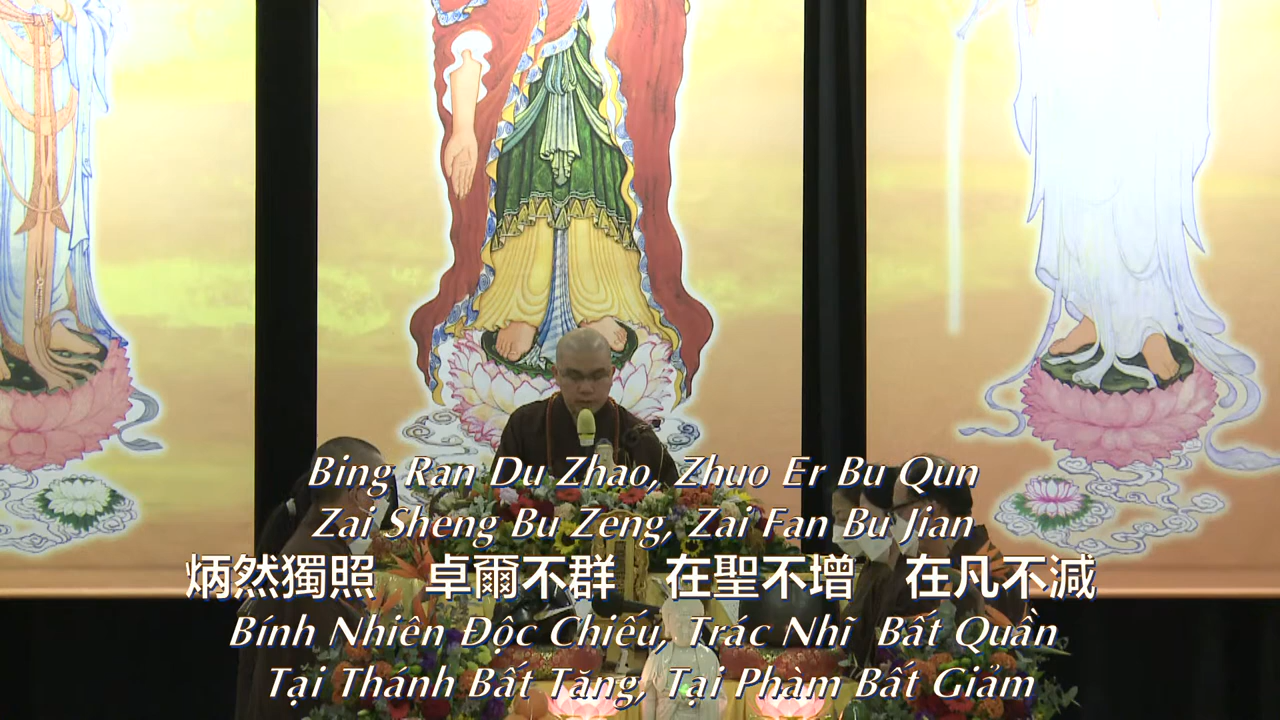 Bing Ran Du Zhao, Zhuo Er Bu Qun
Zai Sheng Bu Zeng, Zai Fan Bu Jian
炳然獨照　卓爾不群　在聖不增　在凡不減
Bính Nhiên Độc Chiếu, Trác Nhĩ  Bất Quần
Tại Thánh Bất Tăng, Tại Phàm Bất Giảm